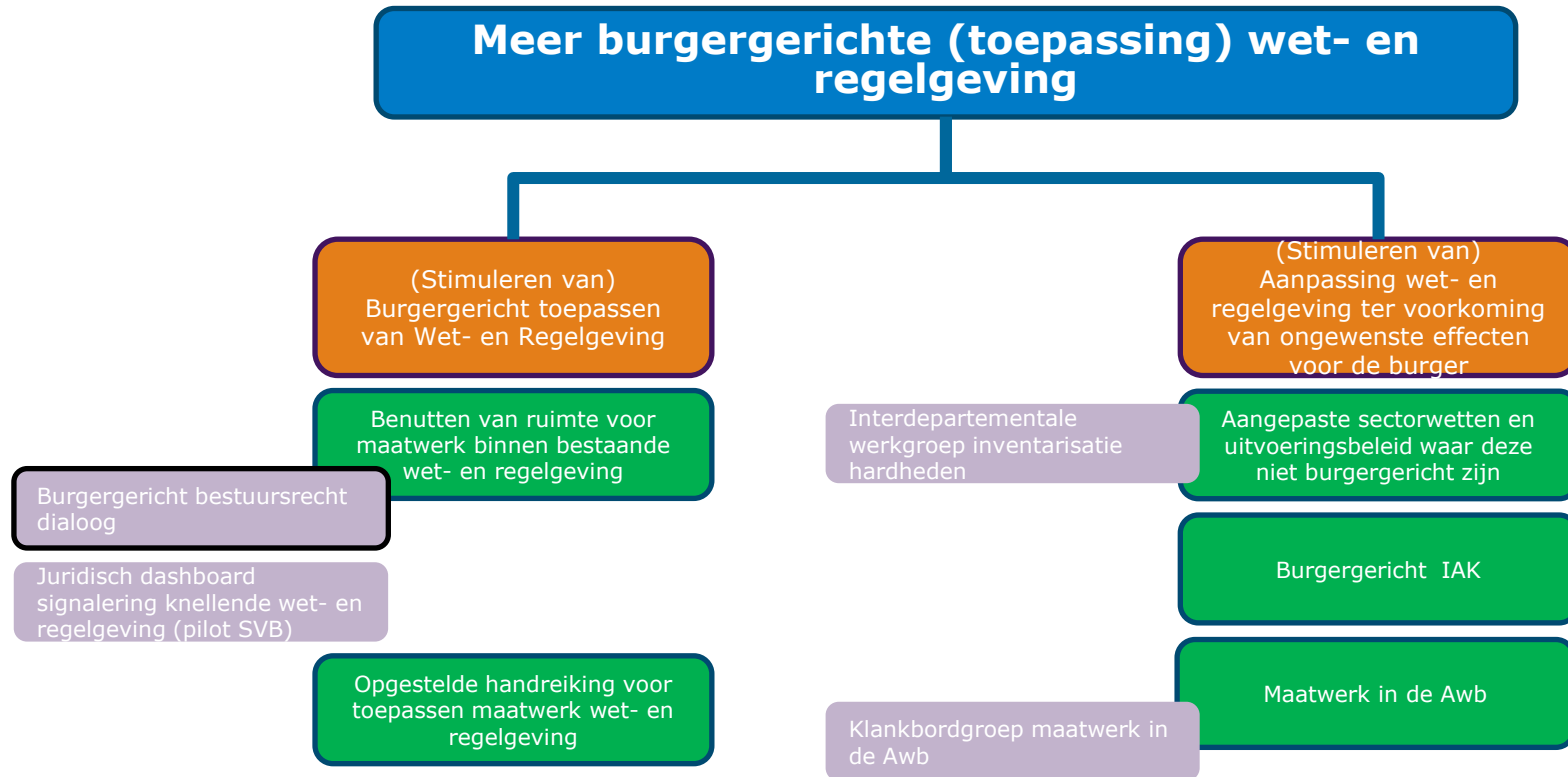 Meer burgergerichte (toepassing) wet- en
regelgeving
(Stimuleren van)
Burgergericht toepassen
van Wet- en Regelgeving
(Stimuleren van)
Aanpassing wet- en
regelgeving ter voorkoming
van ongewenste effecten
voor de burger
Benutten van ruimte voor
maatwerk binnen bestaande
wet- en regelgeving
Burgergericht bestuursrecht
dialoog
Juridisch dashboard
signalering knellende wet- en
regelgeving (pilot SVB)
Opgestelde handreiking voor
toepassen maatwerk wet- en
regelgeving
Interdepartementale
werkgroep inventarisatie
hardheden
Aangepaste sectorwetten en
uitvoeringsbeleid waar deze
niet burgergericht zijn
Burgergericht IAK
Maatwerk in de Awb
Klankbordgroep maatwerk in
de Awb